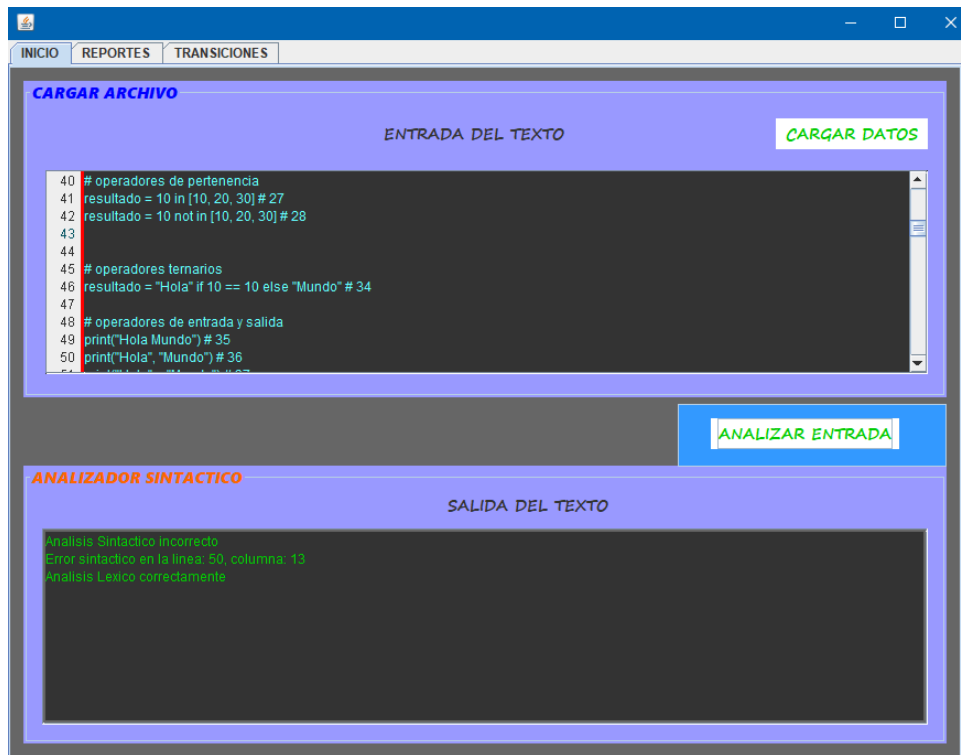 INICIO REPORTES TRANSICIONES
CARGAR ARCHIVO
ENTRADA DEL TEXTO
CARGAR DATOS
40 # operadores de pertenencia
41 resultado = 10 in [10, 20, 30] # 27
42 resultado = 10 not in [10, 20, 30] # 28
43
44
45 # operadores ternarios
46 resultado = "Hola" if 10 == 10 else "Mundo" # 34
47
48 # operadores de entrada y salida
49 print("Hola Mundo") # 35
50 print("Hola", "Mundo") # 36
ANALIZAR ENTRADA
ANALIZADOR SINTACTICO
SALIDA DEL TEXTO
Analisis Sintactico incorrecto
Error sintactico en la linea: 50, columna: 13
Analisis Lexico correctamente